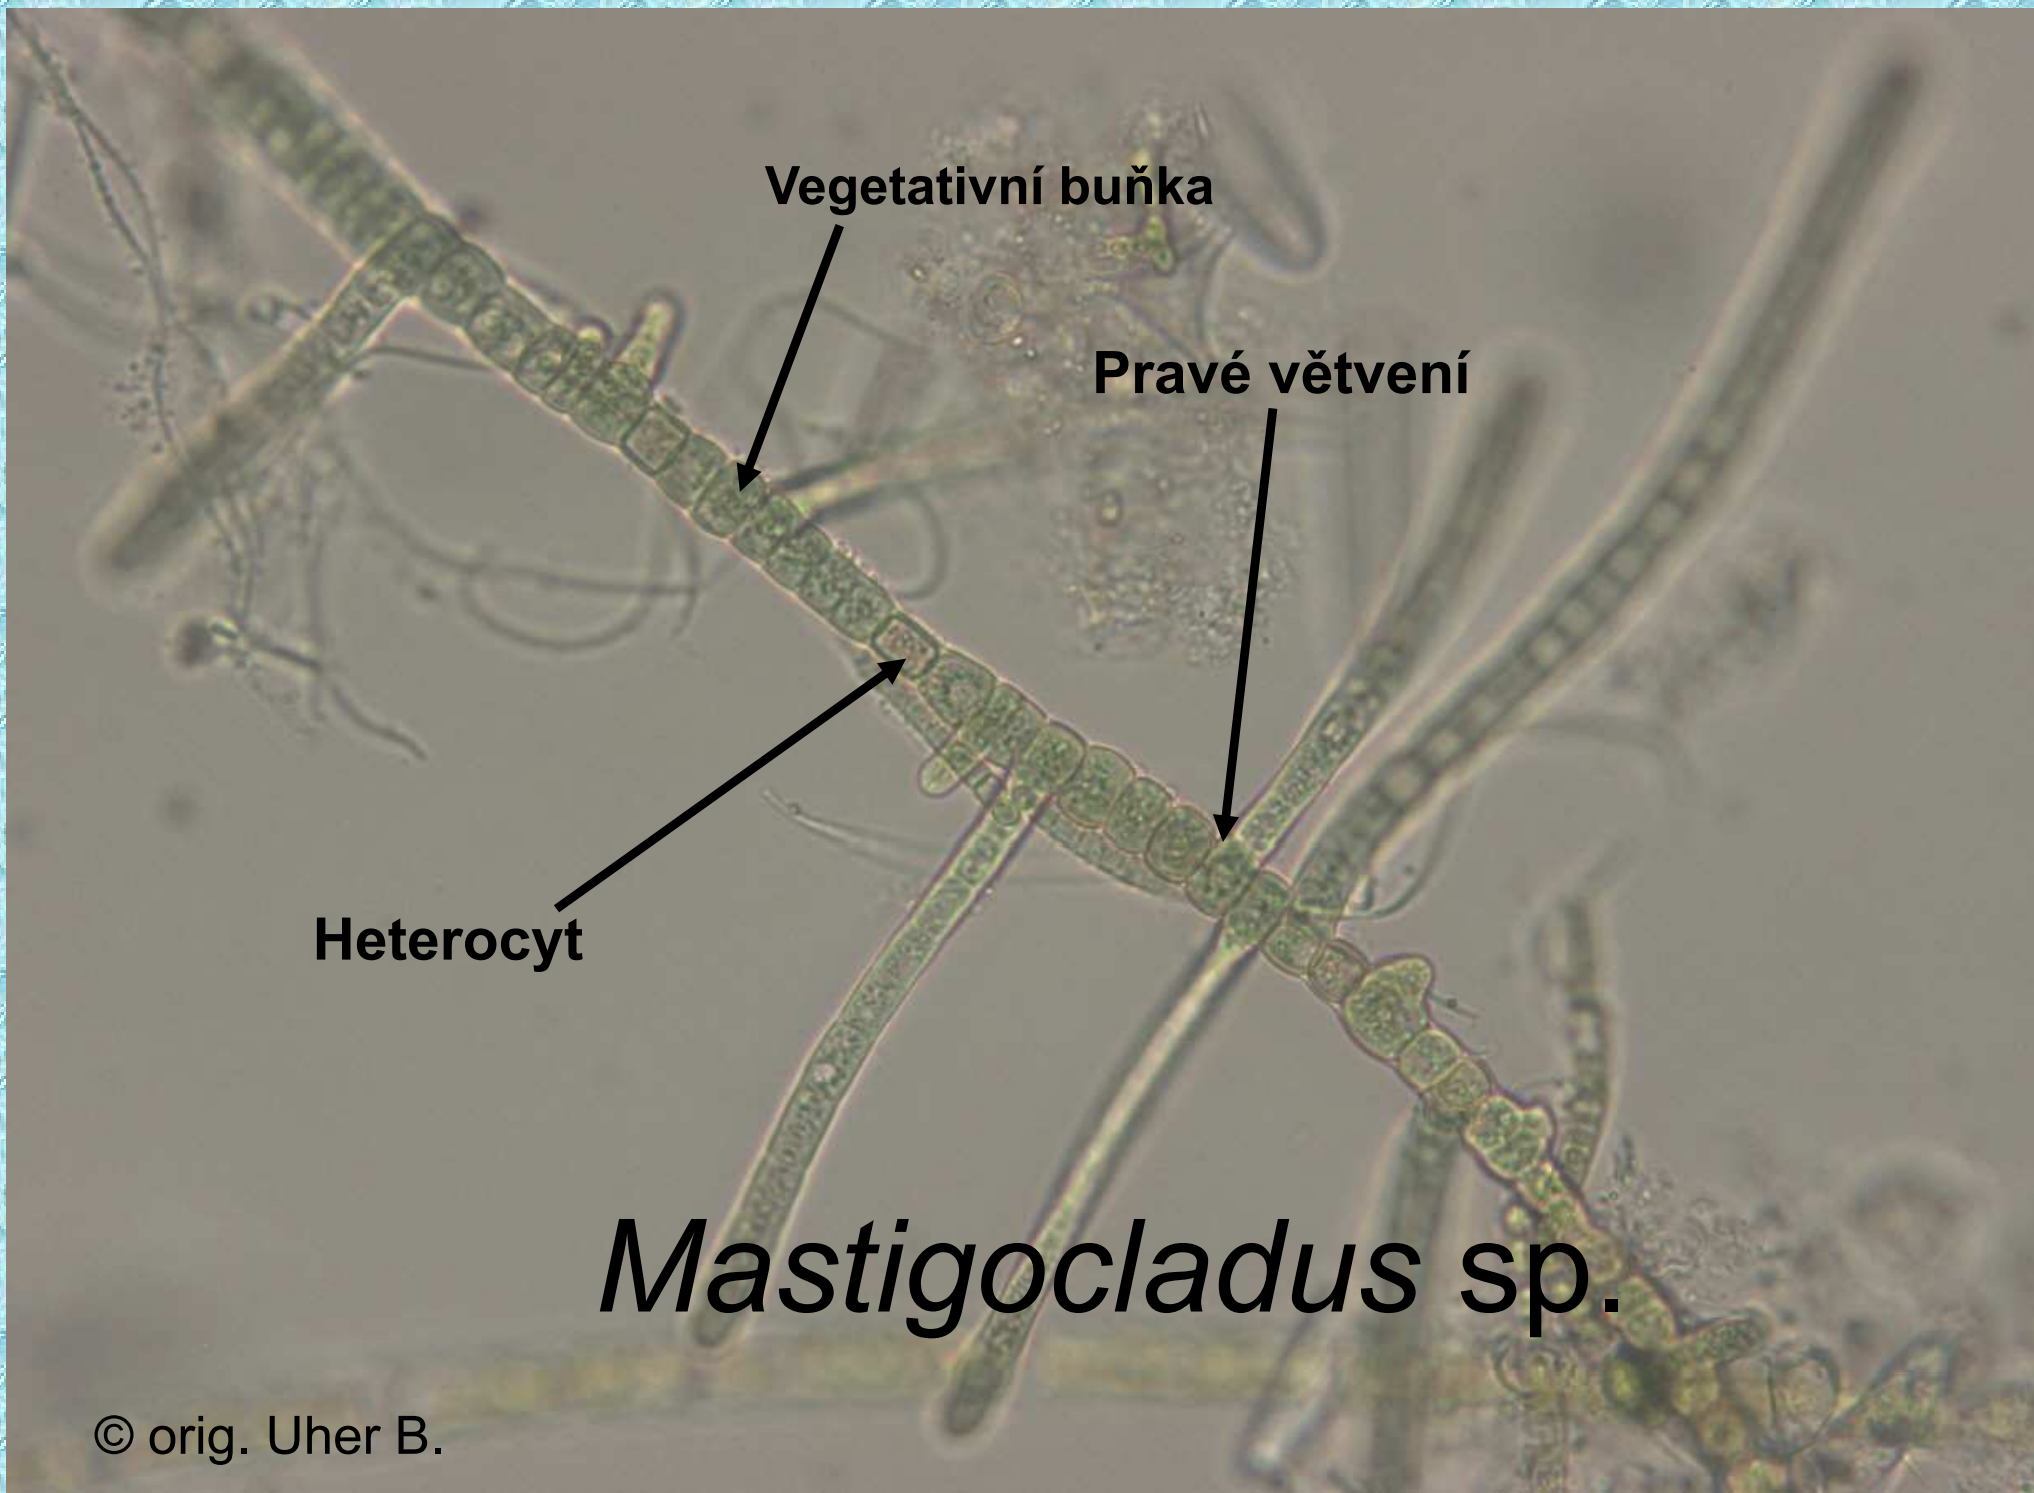 Vegetativní buňka
Pravé větvení
Heterocyt
Mastigocladus sp.
© orig. Uher B.